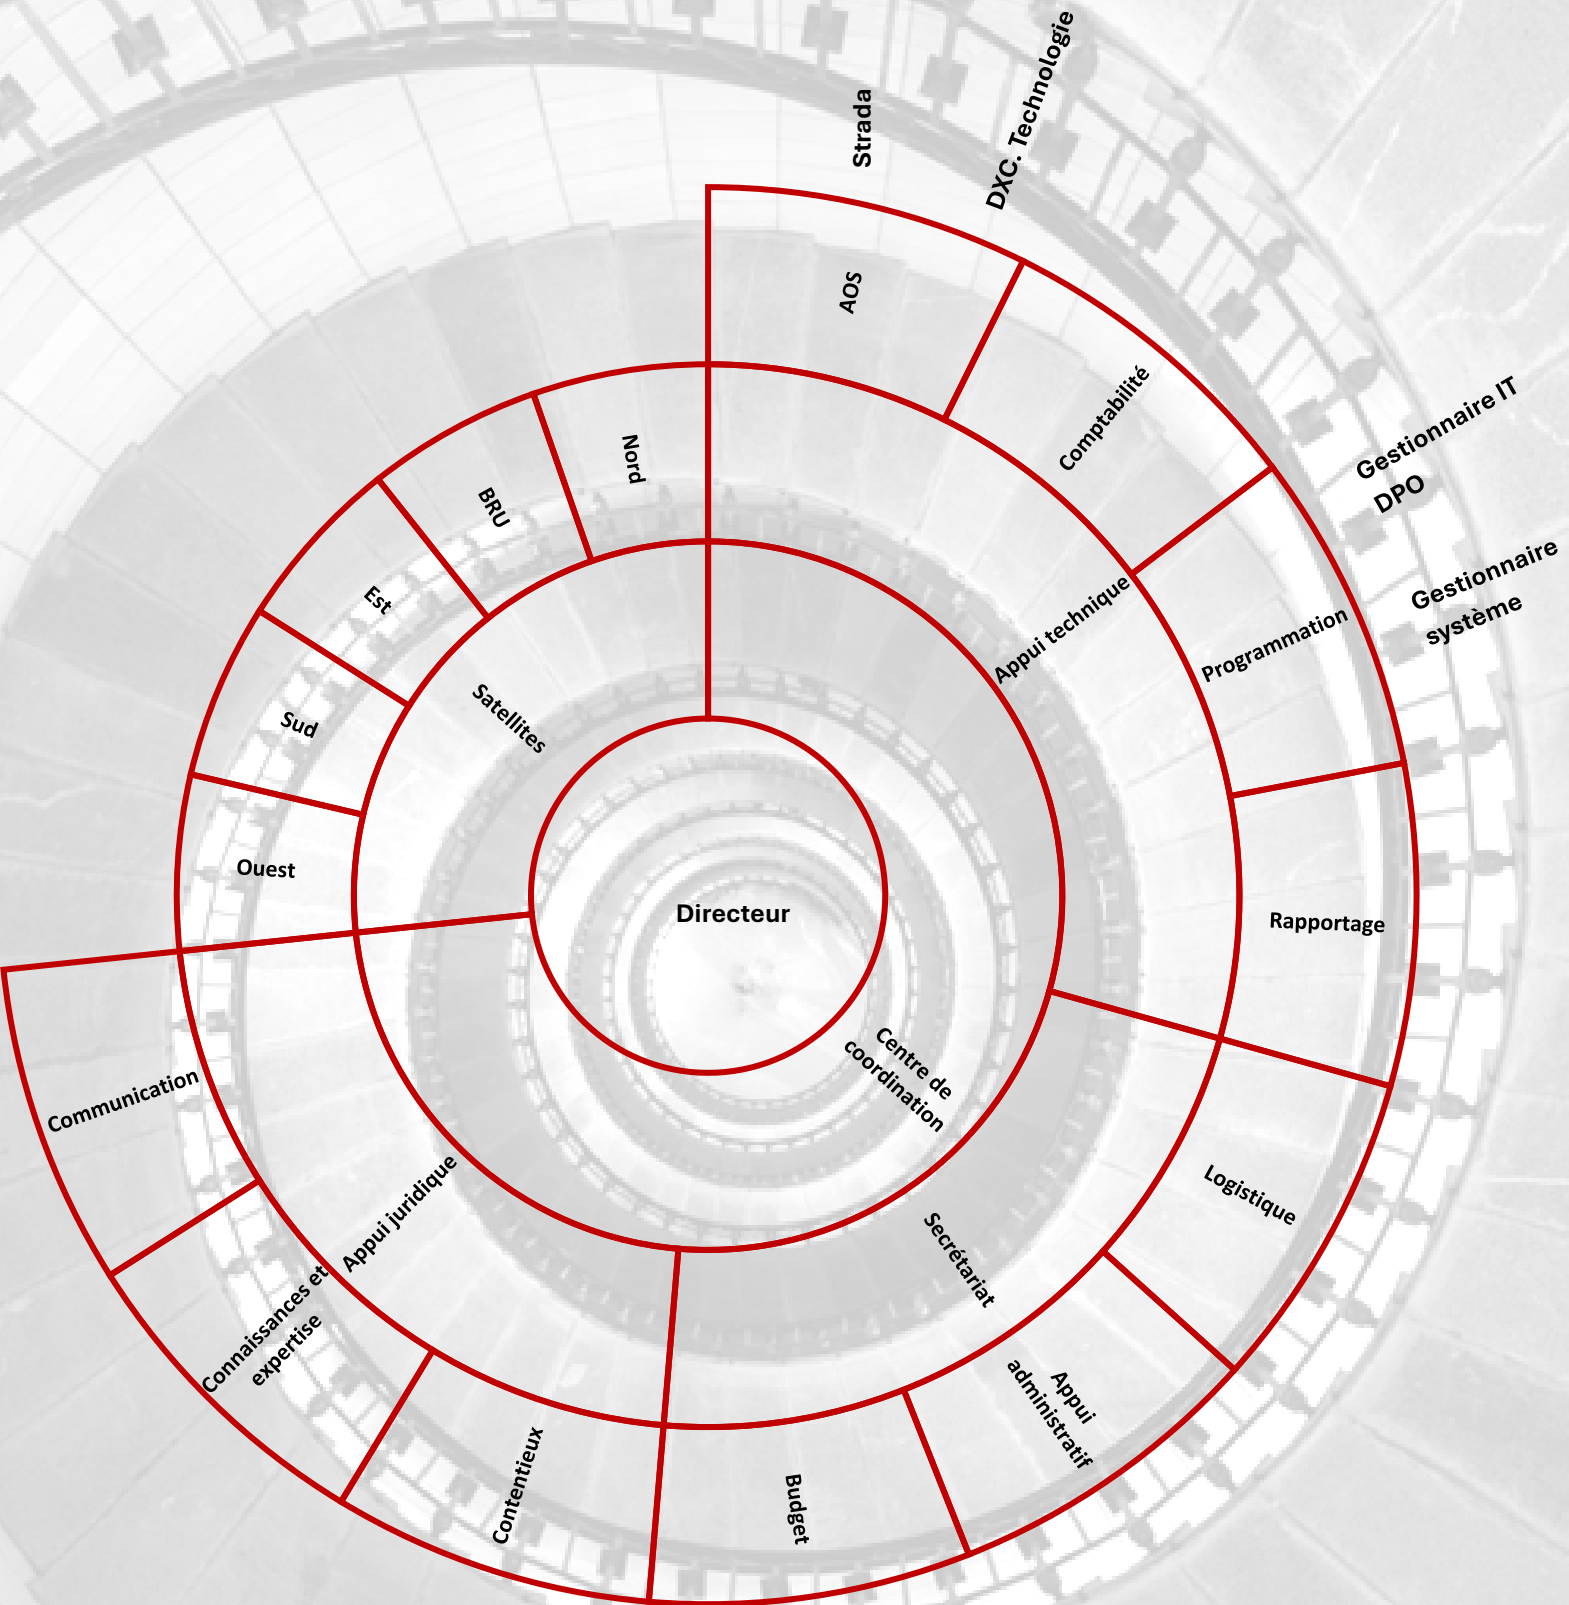 Strada
DXC. Technologie
AOS
Comptabilité
Gestionnaire IT
DPO
Gestionnaire
système
Nord
BRU
Est
Sud
Ouest
Satellites
Appui technique
Programmation
Rapportage
Directeur
Centre de
coordination
Communication
Appui juridique
Connaissances et
expertise
Contentieux
Secrétariat
Logistique
Appui
administratif
Budget